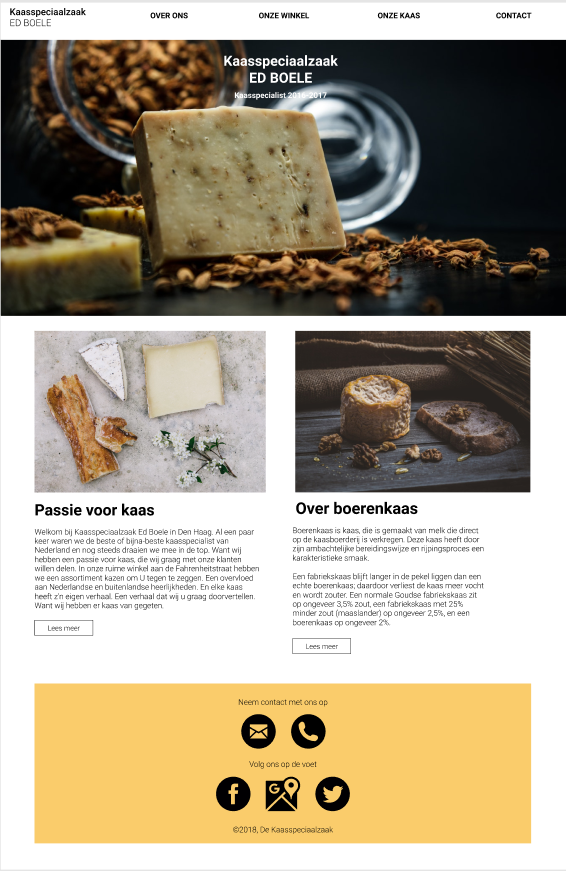 Kaasspeciaalzaak
ED BOELE
OVER ONS
ONZE WINKEL
ONZE KAAS
CONTACT
Kaasspeciaalzaak
ED BOELE
Kaasspecialist 2016-2017
Passie voor kaas
Welkom bij Kaasspeciaalzaak Ed Boele in Den Haag. Al een paar
keer waren we de beste of bijna-beste kaasspecialist van
Nederland en nog steeds draaien we mee in de top. Want wij
hebben een passie voor kaas, die wij graag met onze klanten
willen delen. In onze ruime winkel aan de Fahrenheitstraat hebben
we een assortiment kazen om U tegen te zeggen. Een overvloed
aan Nederlandse en buitenlandse heerlijkheden. En elke kaas
heeft z'n eigen verhaal. Een verhaal dat wij u graag doorvertellen.
Want wij hebben er kaas van gegeten.
Lees meer
Over boerenkaas
Boerenkaas is kaas, die is gemaakt van melk die direct
op de kaasboerderij is verkregen. Deze kaas heeft door
zijn ambachtelijke bereidingswijze en rijpingsproces een
karakteristieke smaak.
Een fabriekskaas blijft langer in de pekel liggen dan een
echte boerenkaas; daardoor verliest de kaas meer vocht
en wordt zouter. Een normale Goudse fabriekskaas zit
op ongeveer 3,5% zout, een fabriekskaas met 25%
minder zout (maaslander) op ongeveer 2,5%, en een
boerenkaas op ongeveer 2%.
Lees meer
Neem contact met ons op
Volg ons op de voet
©2018, De Kaasspeciaalzaak